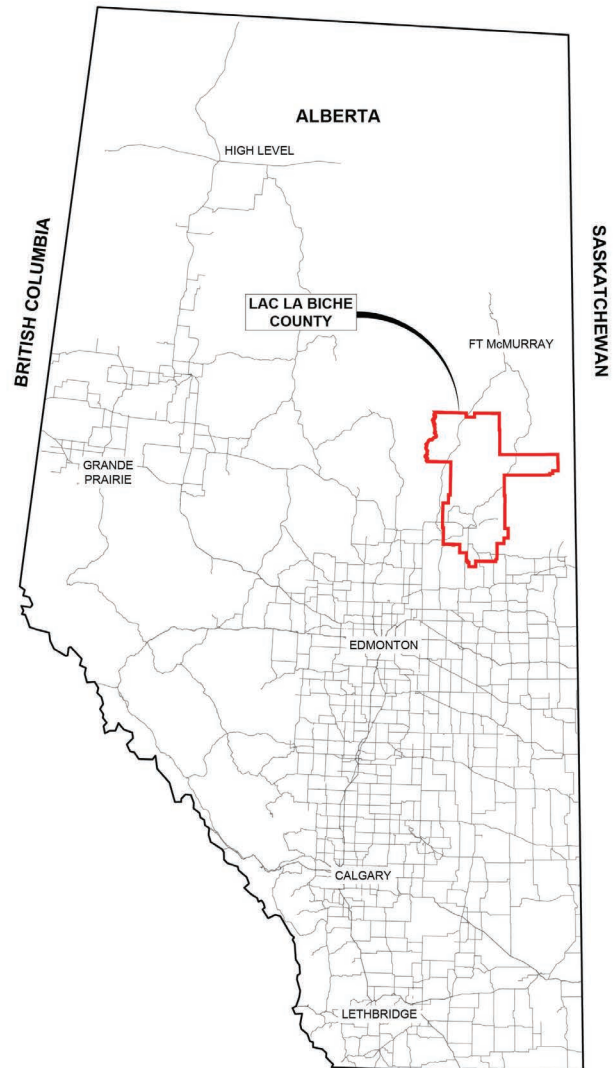 ALBERTA
HIGH LEVEL
BRITISH COLUMBIA
SASKATCHEWAN
LAC LA BICHE
COUNTY
FT McMURRAY
GRANDE
PRAIRIE
EDMONTON
CALGARY
LETHBRIDGE